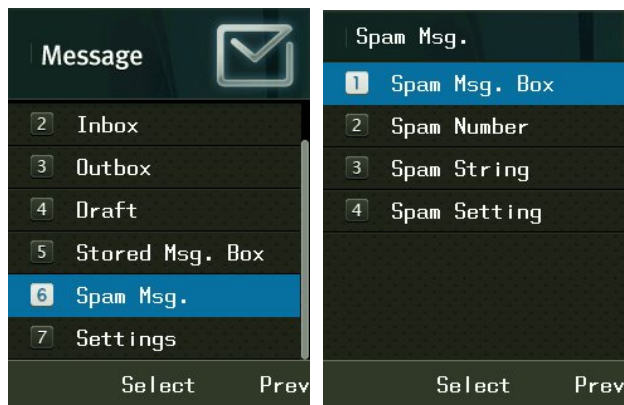 Message
2 Inbox
3 Outbox
4 Draft
5 Stored Msg. Box
6 Spam Msg.
7 Settings
Select Prev
Spam Msg.
1 Spam Msg. Box
2 Spam Number
3 Spam String
4 Spam Setting
Select Prev